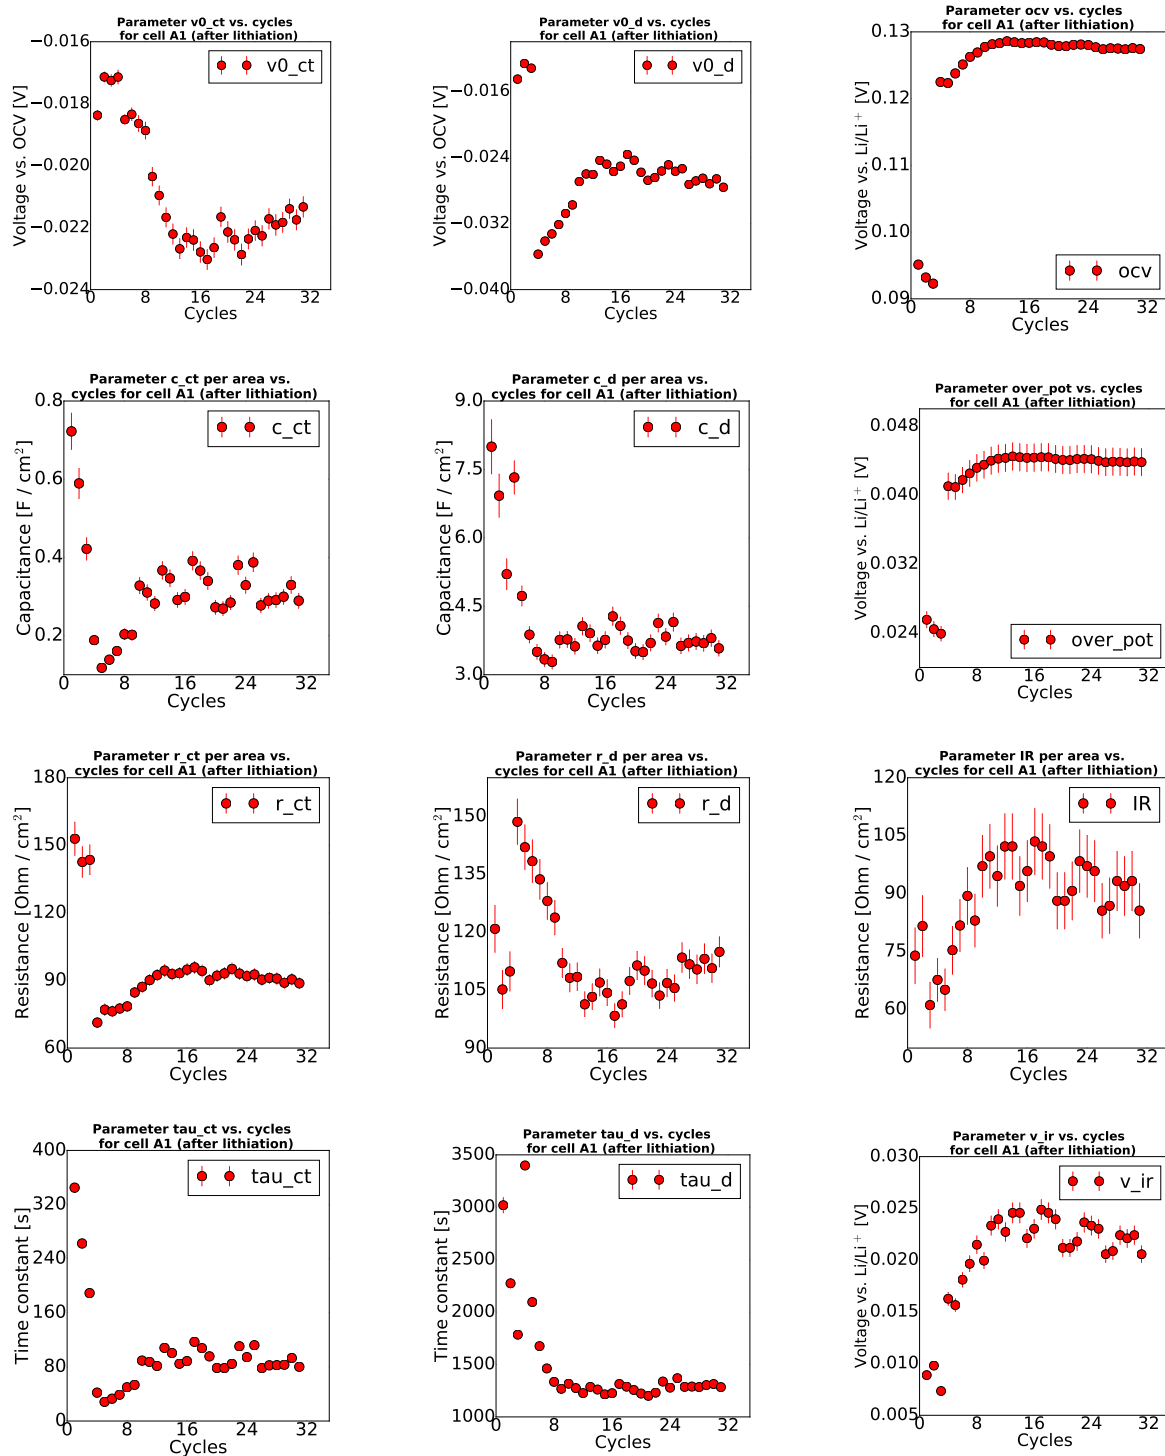 Parameter v0_ct vs. cycles
for cell A1 (after lithiation)
−0.016
−0.018
−0.020
−0.022
−0.024
Voltage vs. OCV [V]
v0_ct
0 8 16 24 32
Cycles
Parameter v0_d vs. cycles
for cell A1 (after lithiation)
−0.016
−0.024
−0.032
−0.040
Voltage vs. OCV [V]
v0_d
0 8 16 24 32
Cycles
Parameter ocv vs. cycles
for cell A1 (after lithiation)
0.13
0.12
0.11
0.10
0.09
Voltage vs. Li/Li⁺ [V]
ocv
0 8 16 24 32
Cycles
Parameter c_ct per area vs.
cycles for cell A1 (after lithiation)
0.8
0.6
0.4
0.2
Capacitance [F / cm²]
c_ct
0 8 16 24 32
Cycles
Parameter c_d per area vs.
cycles for cell A1 (after lithiation)
9.0
7.5
6.0
4.5
3.0
Capacitance [F / cm²]
c_d
0 8 16 24 32
Cycles
Parameter over_pot vs. cycles
for cell A1 (after lithiation)
0.048
0.040
0.032
0.024
Voltage vs. Li/Li⁺ [V]
over_pot
0 8 16 24 32
Cycles
Parameter r_ct per area vs.
cycles for cell A1 (after lithiation)
180
150
120
90
60
Resistance [Ohm / cm²]
r_ct
0 8 16 24 32
Cycles
Parameter r_d per area vs.
cycles for cell A1 (after lithiation)
150
135
120
105
90
Resistance [Ohm / cm²]
r_d
0 8 16 24 32
Cycles
Parameter IR per area vs.
cycles for cell A1 (after lithiation)
120
105
90
75
60
Resistance [Ohm / cm²]
IR
0 8 16 24 32
Cycles
Parameter tau_ct vs. cycles
for cell A1 (after lithiation)
400
320
240
160
80
0
Time constant [s]
tau_ct
0 8 16 24 32
Cycles
Parameter tau_d vs. cycles
for cell A1 (after lithiation)
3500
3000
2500
2000
1500
1000
Time constant [s]
tau_d
0 8 16 24 32
Cycles
Parameter v_ir vs. cycles
for cell A1 (after lithiation)
0.030
0.025
0.020
0.015
0.010
0.005
Voltage vs. Li/Li⁺ [V]
v_ir
0 8 16 24 32
Cycles